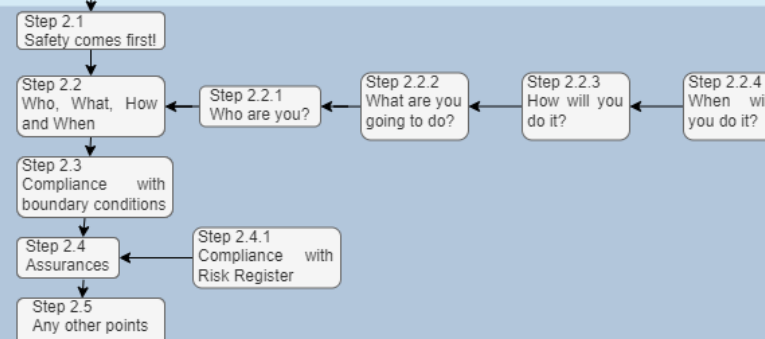 Step 2.1
Safety comes first!
Step 2.2
Who, What, How
and When
Step 2.2.1
Who are you?
Step 2.2.2
What are you
going to do?
Step 2.2.3
How will you
do it?
Step 2.2.4
When wi
you do it?
Step 2.3
Compliance with
boundary conditions
Step 2.4
Assurances
Step 2.4.1
Compliance with
Risk Register
Step 2.5
Any other points